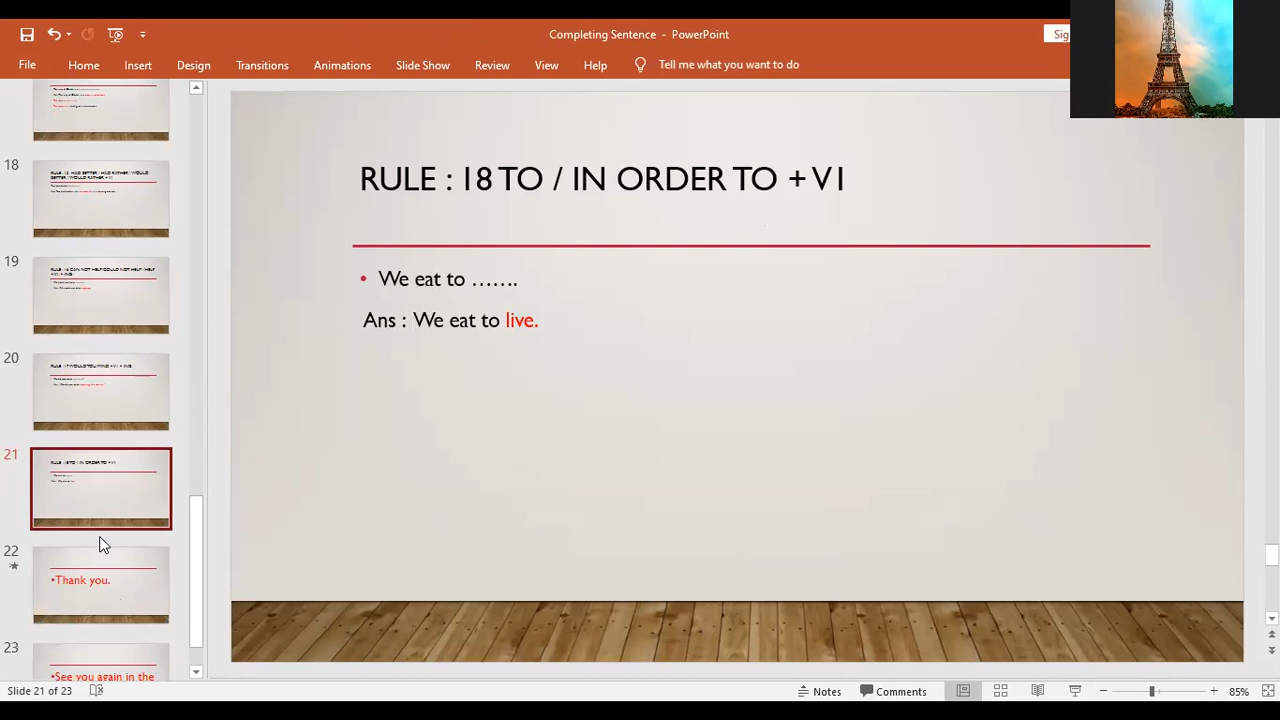 Completing Sentence - PowerPoint
Sig
File Home Insert Design Transitions Animations Slide Show Review View Help Tell me what you want to do
18
19
20
21
22
•Thank you.
23
•See you again in the
RULE : 18 TO / IN ORDER TO + V1
• We eat to …….
Ans : We eat to live.
Slide 21 of 23
Notes Comments 85%